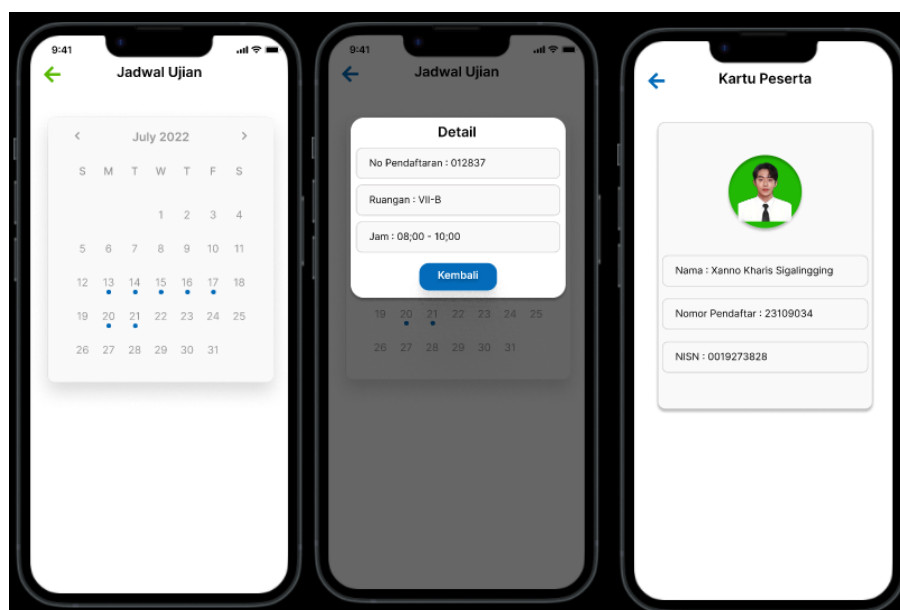 9:41
Jadwal Ujian
< July 2022 >
S M T W T F S
1 2 3 4
5 6 7 8 9 10 11
12 13 14 15 16 17 18
19 20 21 22 23 24 25
26 27 28 29 30 31
9:41
Jadwal Ujian
Detail
No Pendaftaran : 012837
Ruangan : VII-B
Jam : 08;00 - 10;00
Kembali
19 20 21 22 23 24 25
26 27 28 29 30 31
Kartu Peserta
Nama : Xanno Kharis Sigalingging
Nomor Pendaftar : 23109034
NISN : 0019273828